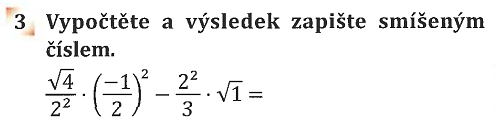 3 Vypočtěte a výsledek zapište smíšeným
číslem.
√4/2² · (−1/2)² − 2²/3 · √1 =